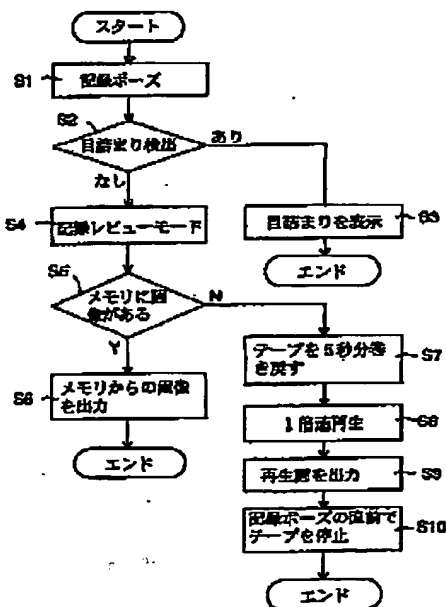 スタート
S1
記録ポーズ
S2
目詰まり検出
あり
なし
S4
記録レビューモード
目詰まりを表示
S3
エンド
S5
メモリに画
像がある
N
Y
S6
メモリからの画像
を出力
エンド
テープを5秒分巻
き戻す
S7
1倍速再生
S8
再生画を出力
S9
記録ポーズの直前で
テープを停止
S10
エンド